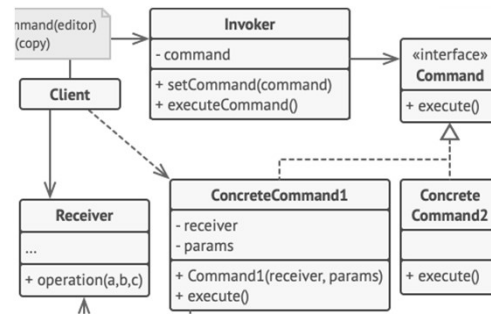 mmand(editor)
(copy)
Client
Invoker
- command
+ setCommand(command)
+ executeCommand()
«interface»
Command
+ execute()
Receiver
...
+ operation(a,b,c)
ConcreteCommand1
- receiver
- params
+ Command1(receiver, params)
+ execute()
Concrete
Command2
+ execute()